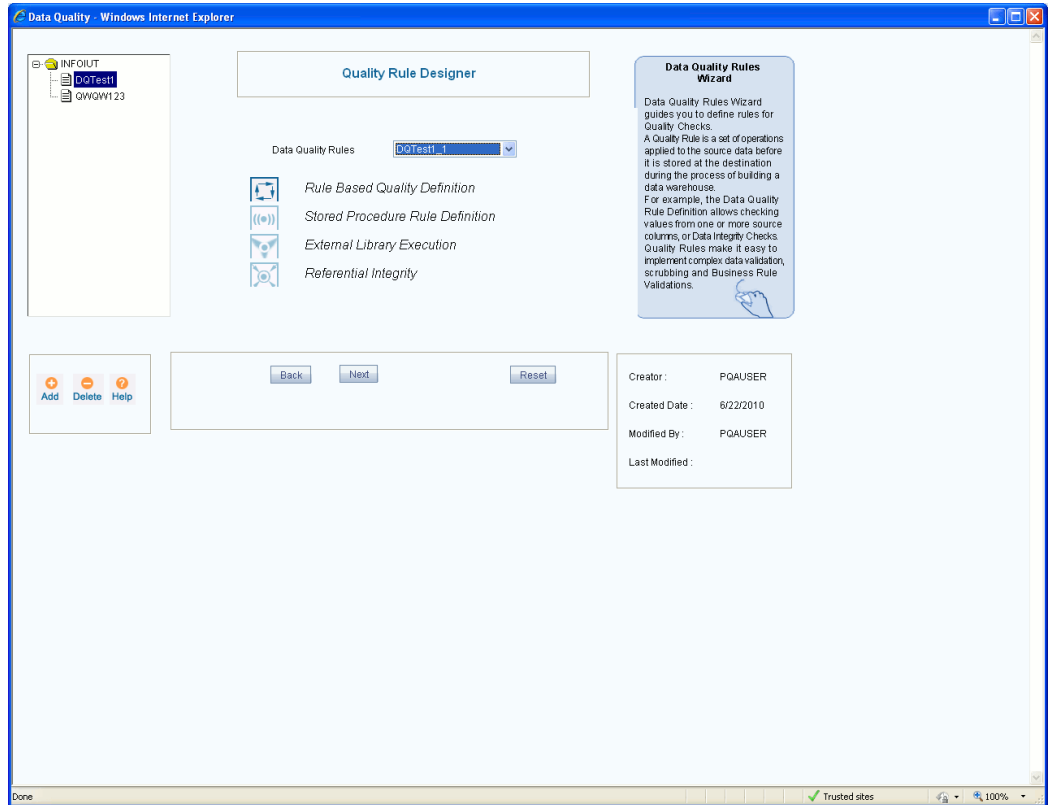 Data Quality - Windows Internet Explorer
INFOIUT
DQTest1
QWQW123
Quality Rule Designer
Data Quality Rules
DQTest1_1
Rule Based Quality Definition
Stored Procedure Rule Definition
External Library Execution
Referential Integrity
Data Quality Rules
Wizard
Data Quality Rules Wizard
guides you to define rules for
Quality Checks.
A Quality Rule is a set of operations
applied to the source data before
it is stored at the destination
during the process of building a
data warehouse.
For example, the Data Quality
Rule Definition allows checking
values from one or more source
columns, or Data Integrity Checks.
Quality Rules make it easy to
implement complex data validation,
scrubbing and Business Rule
Validations.
Add
Delete
Help
Back
Next
Reset
Creator :
PQAUSER
Created Date :
6/22/2010
Modified By :
PQAUSER
Last Modified :
Done
Trusted sites
100%